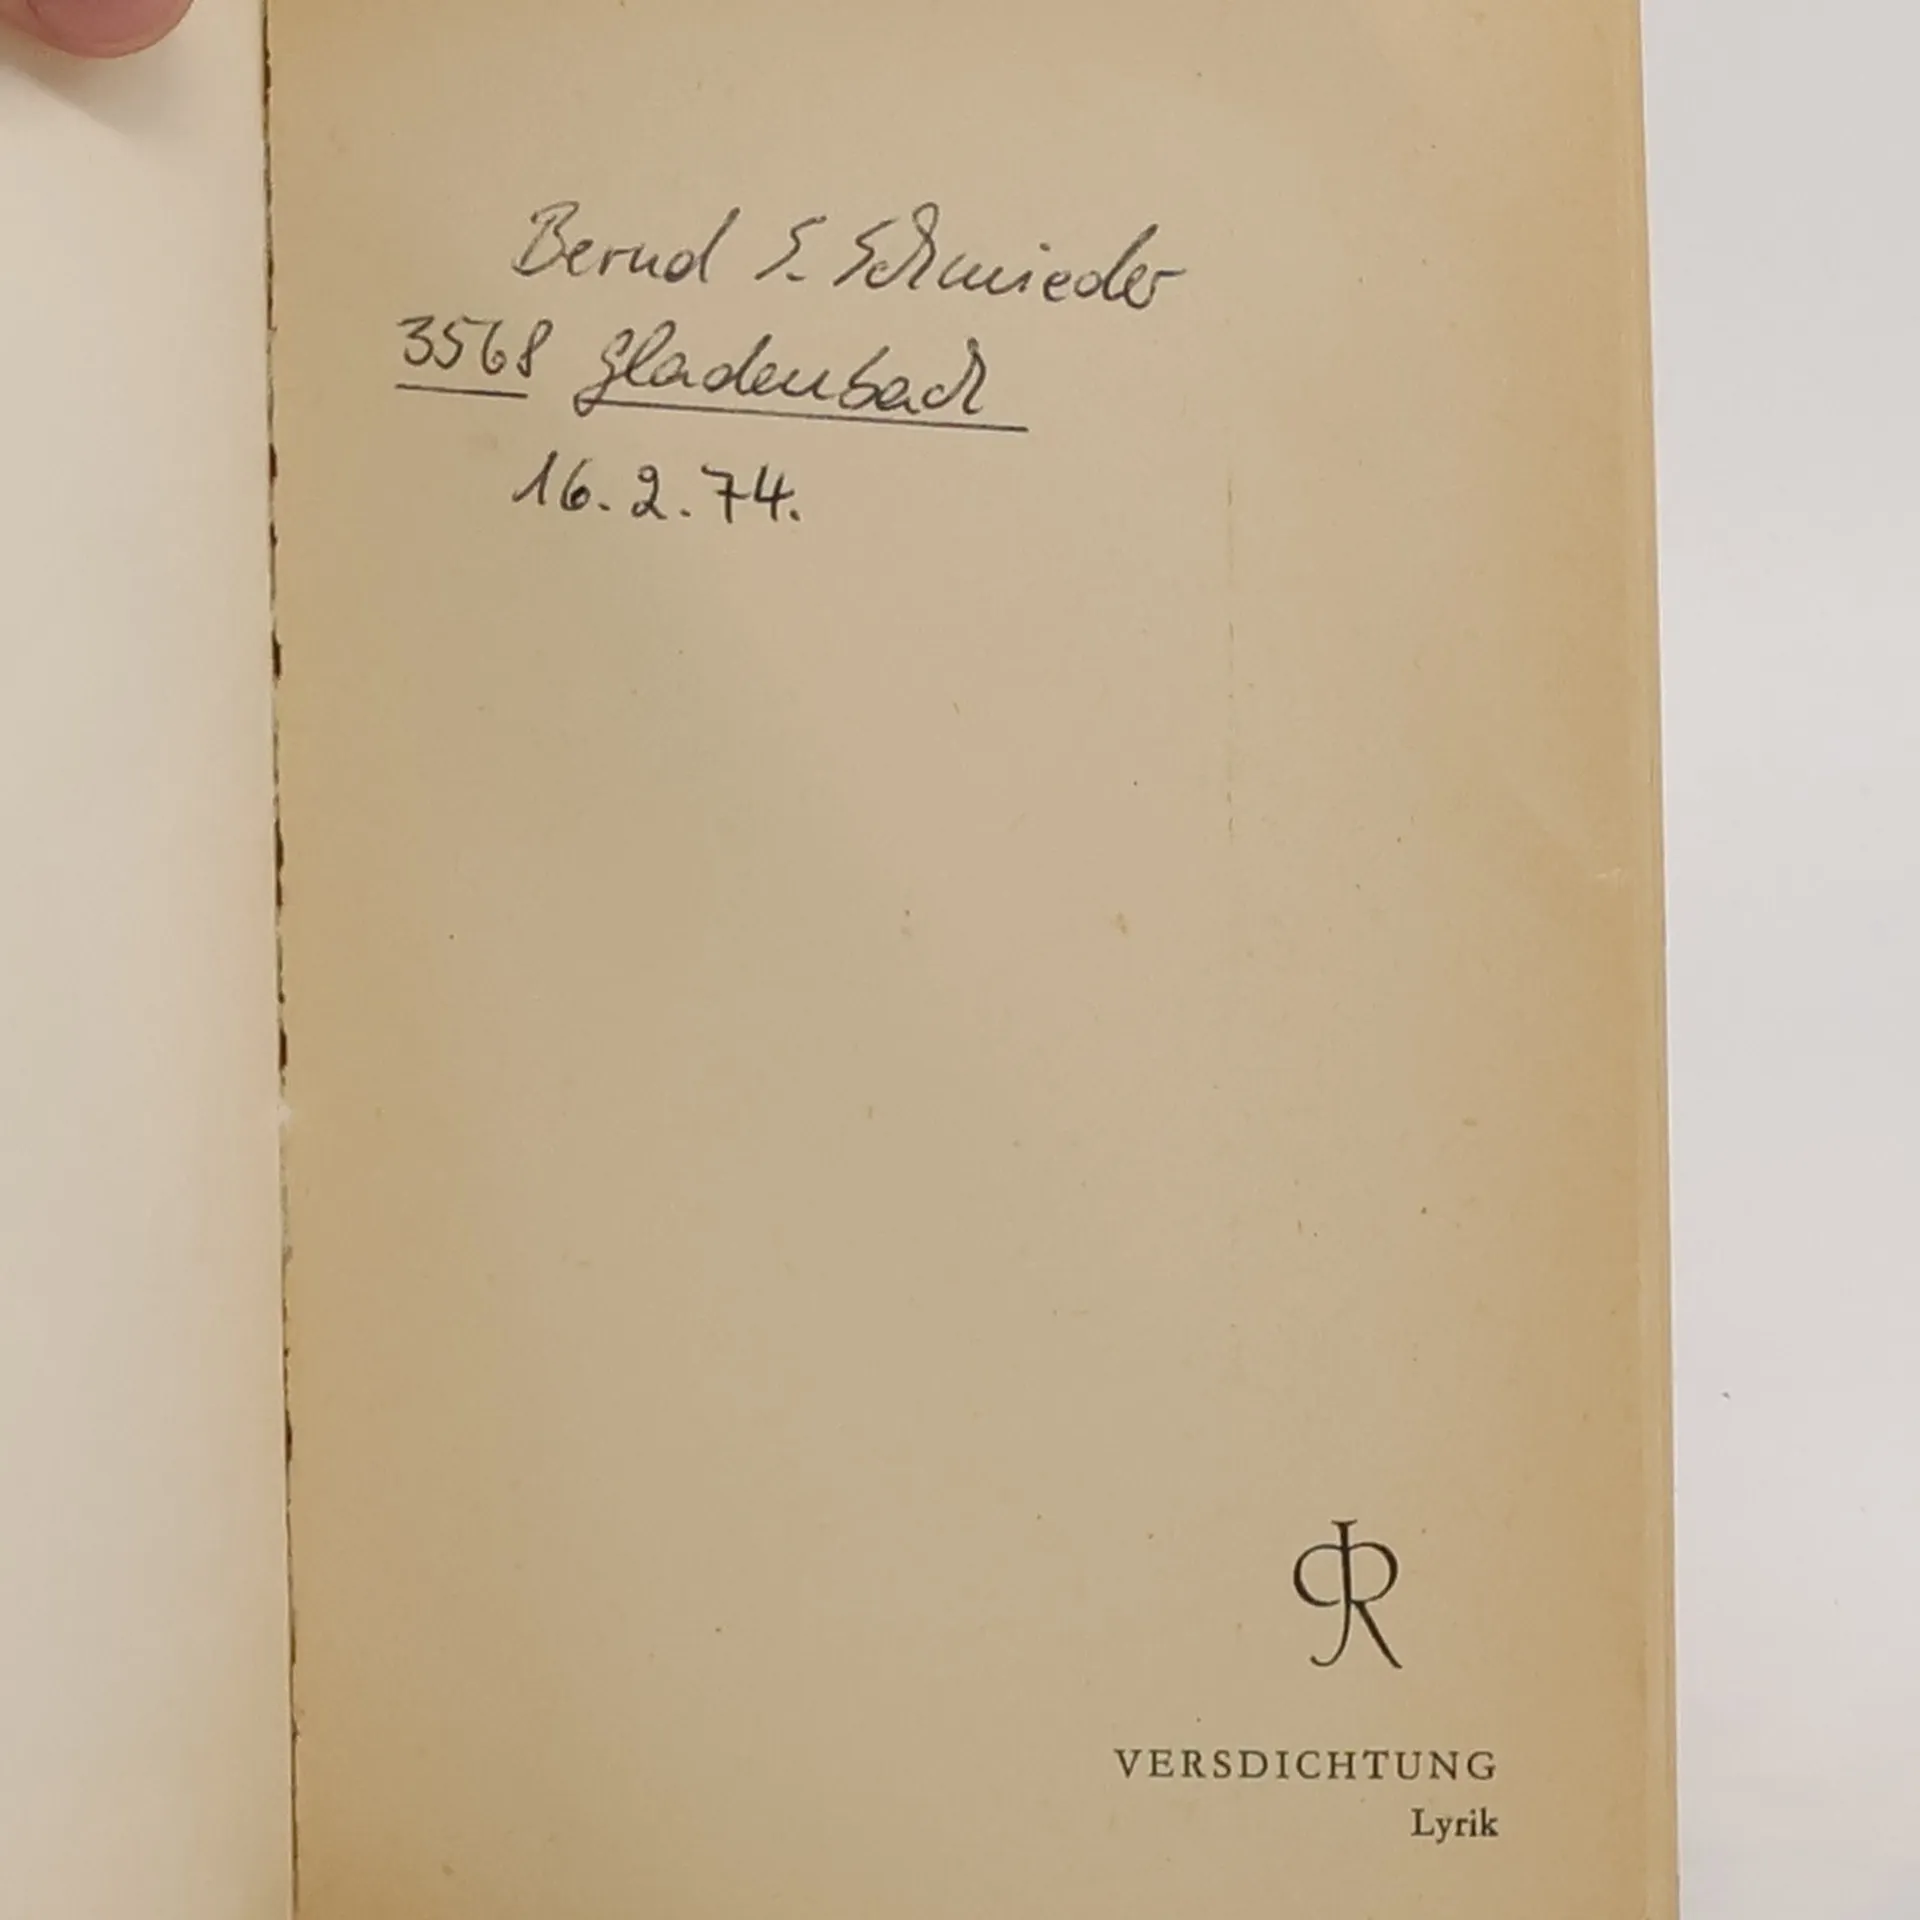 Bernd S. Schmieder
3568 Gladenbach
16.2.74.
R
VERSDICHTUNG
Lyrik